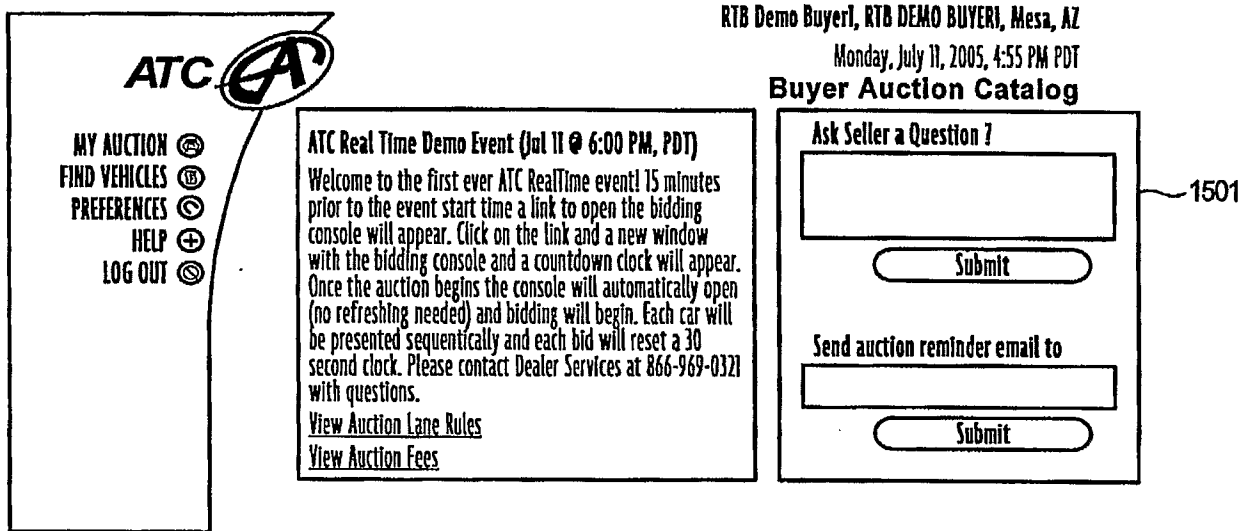 RTB Demo Buyer1, RTB DEMO BUYER1, Mesa, AZ
Monday, July 11, 2005, 4:55 PM PDT
Buyer Auction Catalog
ATC
MY AUCTION
FIND VEHICLES
PREFERENCES
HELP
LOG OUT
ATC Real Time Demo Event (Jul 11 @ 6:00 PM, PDT)
Welcome to the first ever ATC RealTime event! 15 minutes
prior to the event start time a link to open the bidding
console will appear. Click on the link and a new window
with the bidding console and a countdown clock will appear.
Once the auction begins the console will automatically open
(no refreshing needed) and bidding will begin. Each car will
be presented sequentially and each bid will reset a 30
second clock. Please contact Dealer Services at 866-969-0321
with questions.
View Auction Lane Rules
View Auction Fees
Ask Seller a Question ?
Submit
Send auction reminder email to
Submit
1501